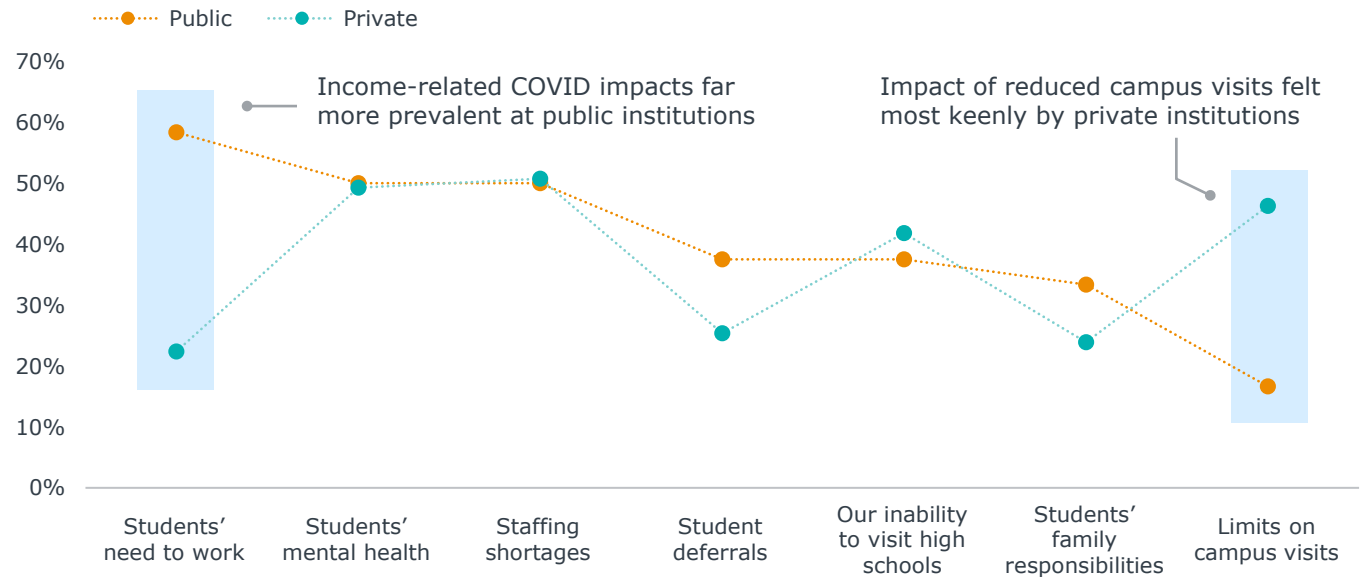 Public Private
70%
Income-related COVID impacts far
more prevalent at public institutions
Impact of reduced campus visits felt
most keenly by private institutions
60%
50%
40%
30%
20%
10%
0%
Students’
need to work
Students’
mental health
Staffing
shortages
Student
deferrals
Our inability
to visit high
schools
Students’
family
responsibilities
Limits on
campus visits